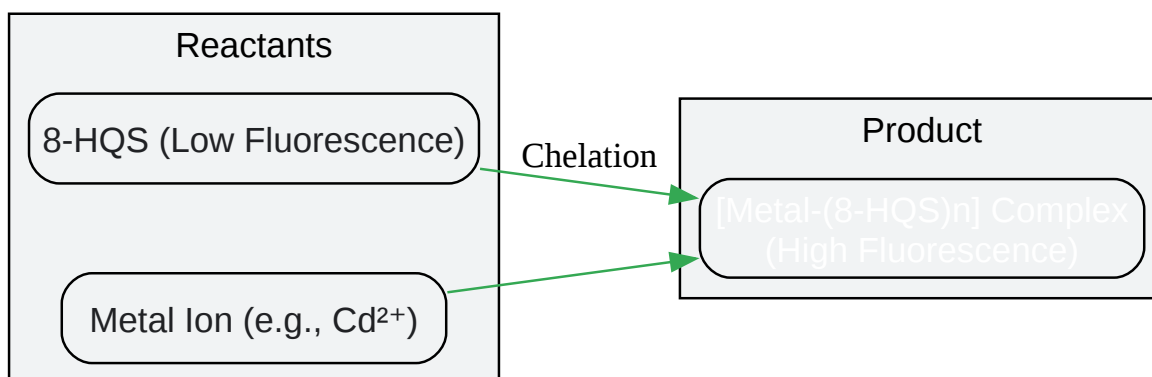 Reactants
8-HQS (Low Fluorescence)
Metal Ion (e.g., Cd²⁺)
Chelation
Product
[Metal-(8-HQS)n] Complex
(High Fluorescence)